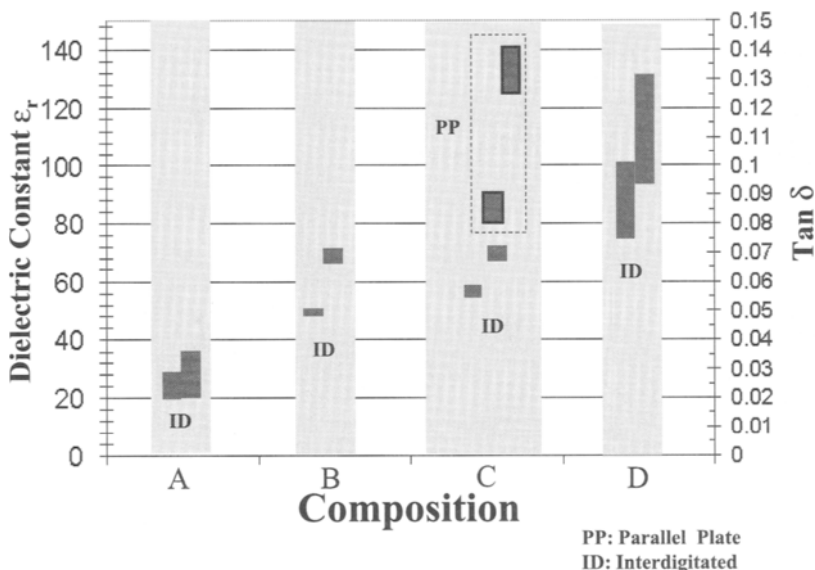 Dielectric Constant εr
140
120
100
80
60
40
20
0
PP
ID
ID
ID
ID
0.15
0.14
0.13
0.12
0.11
0.1
0.09
0.08
0.07
0.06
0.05
0.04
0.03
0.02
0.01
0
Tan δ
A
B
C
D
Composition
PP: Parallel Plate
ID: Interdigitated